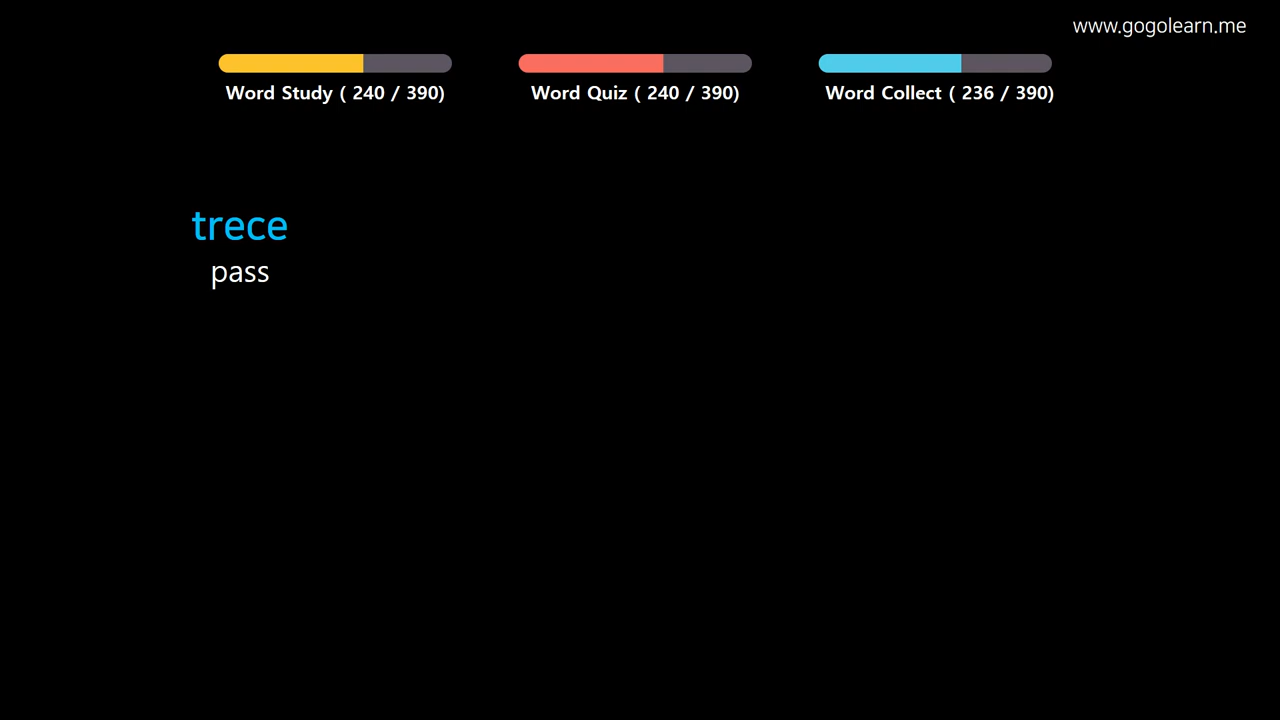 www.gogolearn.me
Word Study ( 240 / 390)
Word Quiz ( 240 / 390)
Word Collect ( 236 / 390)
trece
pass